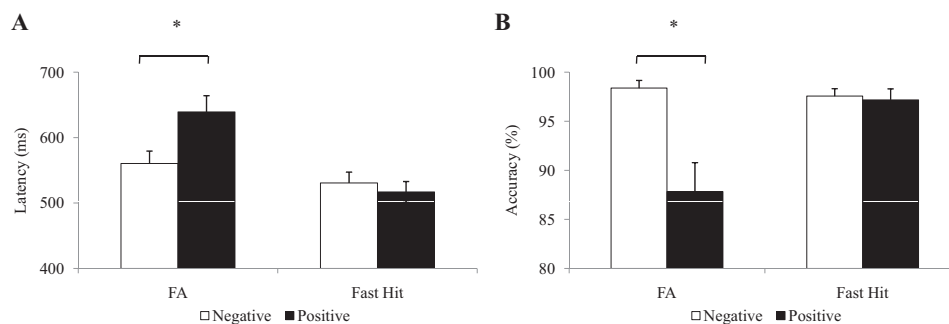 A
*
Latency (ms)
700
600
500
400
FA
Fast Hit
Negative
Positive
B
*
Accuracy (%)
100
95
90
85
80
FA
Fast Hit
Negative
Positive